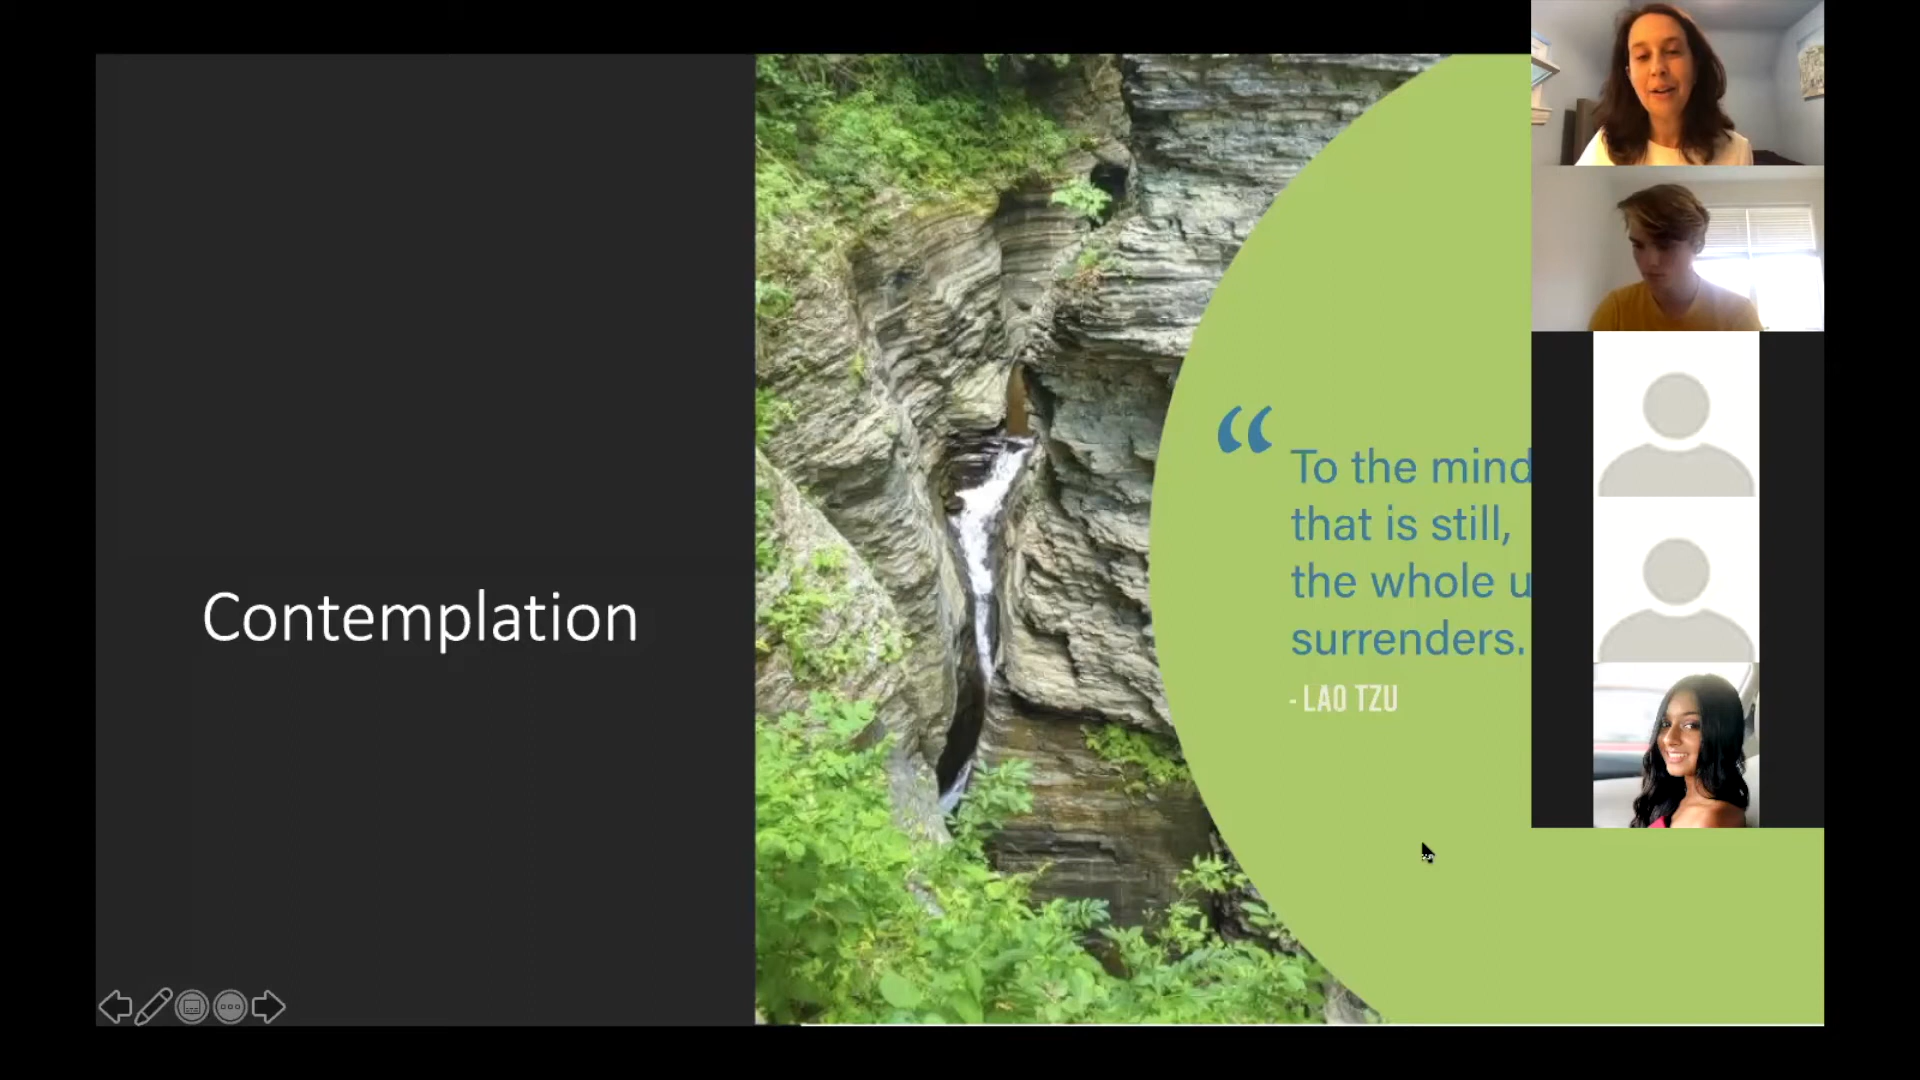 Contemplation
“
To the mind
that is still,
the whole u
surrenders.
- LAO TZU